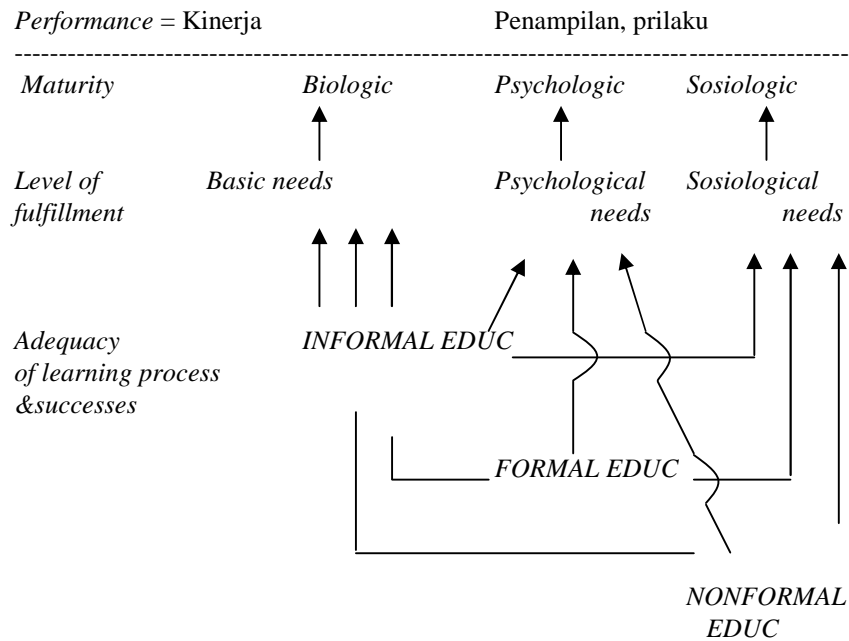 Performance = Kinerja Penampilan, prilaku
Maturity Biologic Psychologic Sosiologic
Level of Basic needs Psychological Sosiological
fulfillment needs needs
Adequacy INFORMAL EDUC
of learning process
&successes
FORMAL EDUC
NONFORMAL
EDUC